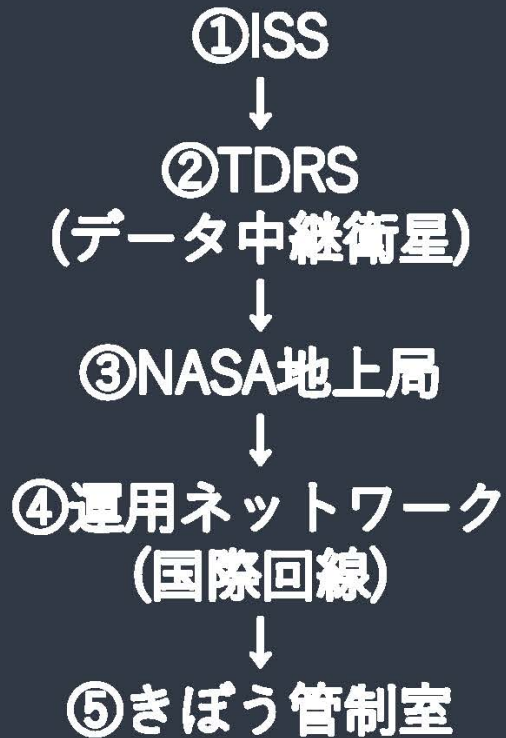 ①ISS
↓
②TDRS
(データ中継衛星)
↓
③NASA地上局
↓
④運用ネットワーク
(国際回線)
↓
⑤きぼう管制室